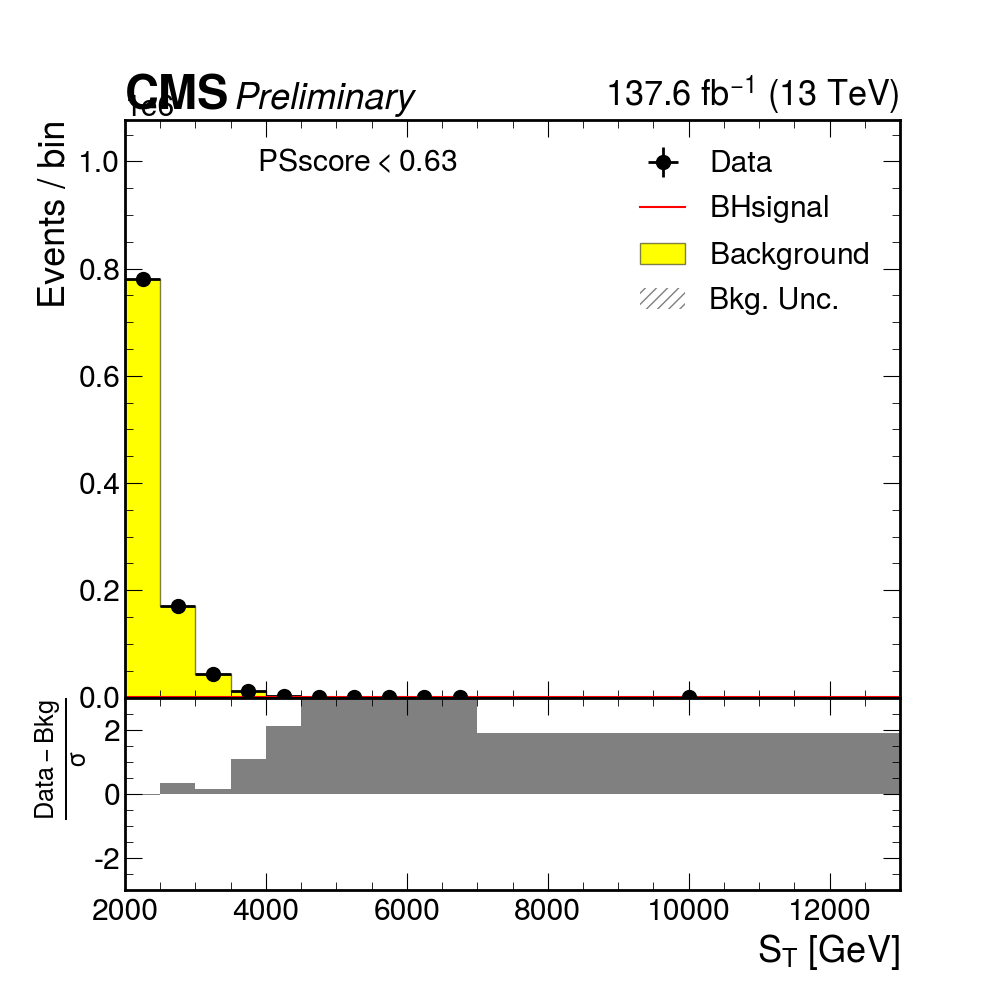 CMS Preliminary
137.6 fb⁻¹ (13 TeV)
1e6
Events / bin
PSscore < 0.63
Data
BHsignal
Background
Bkg. Unc.
1.0
0.8
0.6
0.4
0.2
0.0
Data − Bkg
σ
2
0
-2
2000 4000 6000 8000 10000 12000
S_T [GeV]